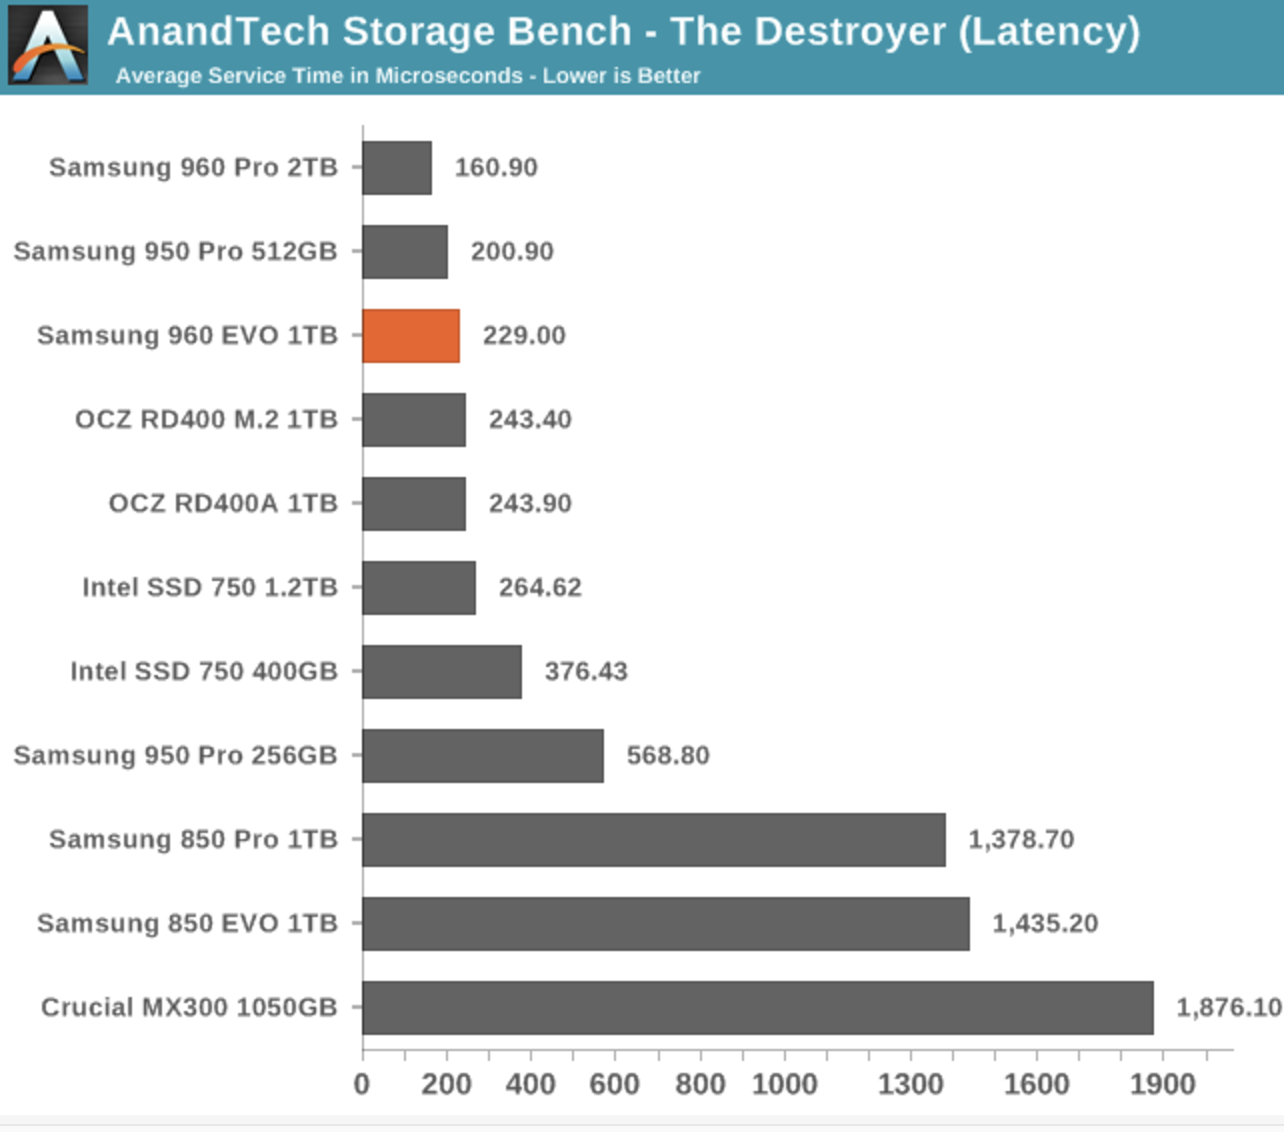 AnandTech Storage Bench - The Destroyer (Latency)
Average Service Time in Microseconds - Lower is Better
Samsung 960 Pro 2TB 160.90
Samsung 950 Pro 512GB 200.90
Samsung 960 EVO 1TB 229.00
OCZ RD400 M.2 1TB 243.40
OCZ RD400A 1TB 243.90
Intel SSD 750 1.2TB 264.62
Intel SSD 750 400GB 376.43
Samsung 950 Pro 256GB 568.80
Samsung 850 Pro 1TB 1,378.70
Samsung 850 EVO 1TB 1,435.20
Crucial MX300 1050GB 1,876.10
0 200 400 600 800 1000 1300 1600 1900